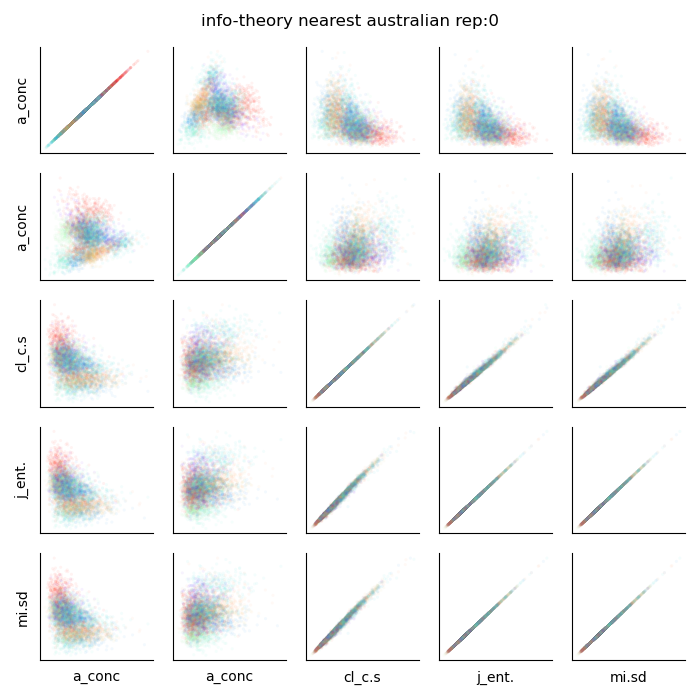 info-theory nearest australian rep:0
a_conc
a_conc
cl_c.s
j_ent.
mi.sd
a_conc
a_conc
cl_c.s
j_ent.
mi.sd